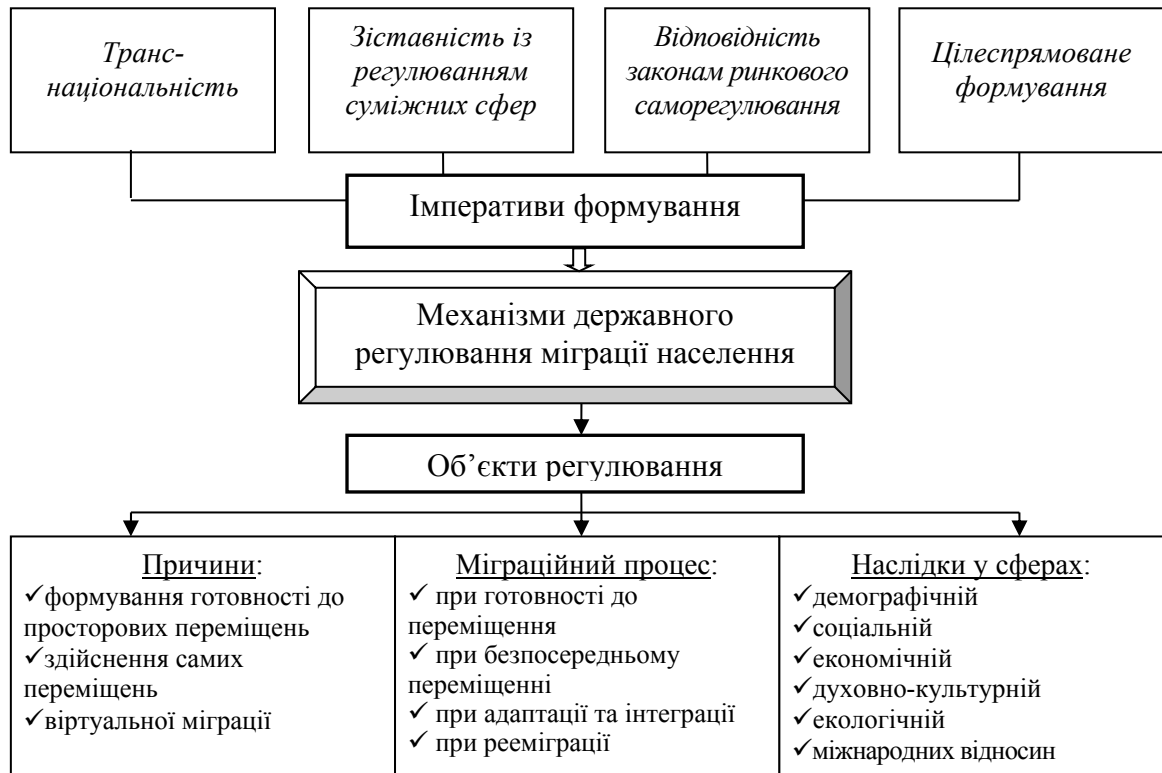 Транс-
національність
Зіставність із
регулюванням
суміжних сфер
Відповідність
законам ринкового
саморегулювання
Цілеспрямоване
формування
Імперативи формування
Механізми державного
регулювання міграції населення
Об’єкти регулювання
Причини:
✓формування готовності до
просторових переміщень
✓здійснення самих
переміщень
✓віртуальної міграції
Міграційний процес:
✓ при готовності до
переміщення
✓ при безпосередньому
переміщенні
✓ при адаптації та інтеграції
✓ при рееміграції
Наслідки у сферах:
✓демографічній
✓соціальній
✓економічній
✓духовно-культурній
✓екологічній
✓міжнародних відносин